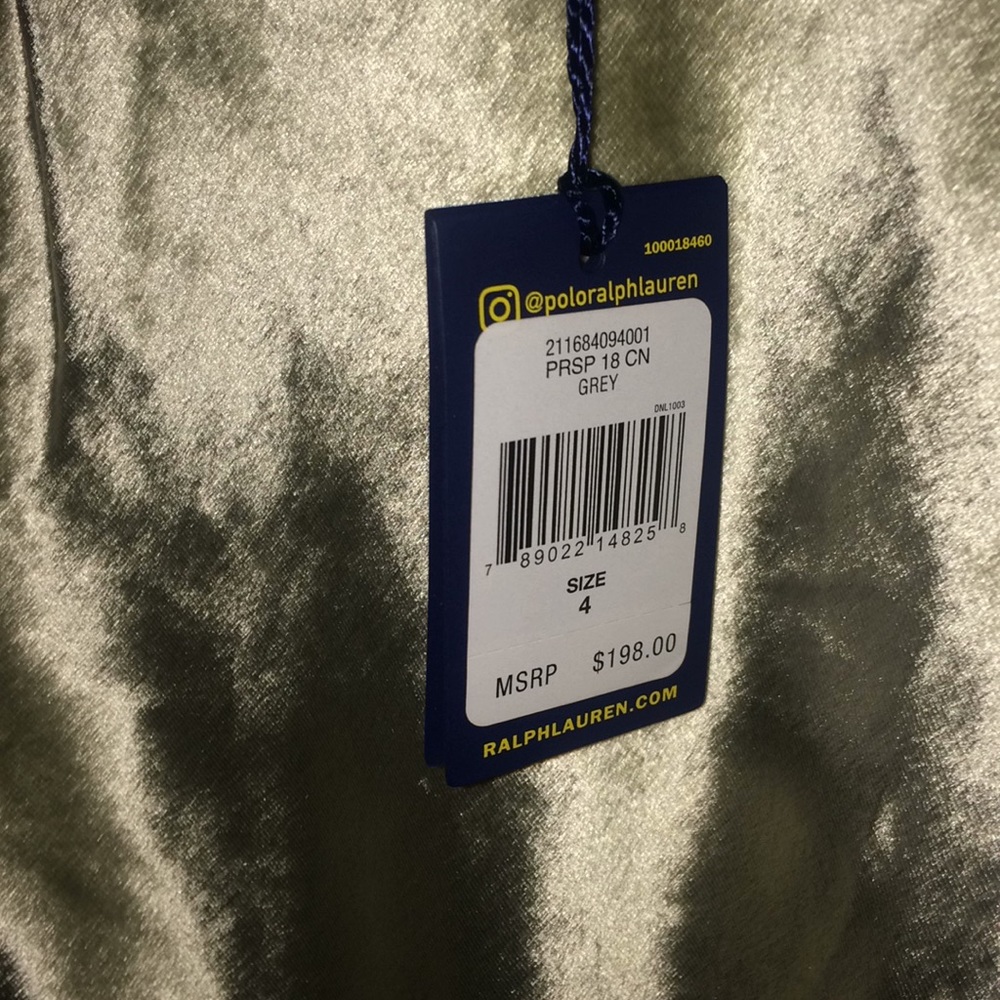 100018460
@poloralphlauren
211684094001
PRSP 18 CN
GREY
DNL1003
7 89022 14825 8
SIZE
4
MSRP $198.00
RALPHLAUREN.COM